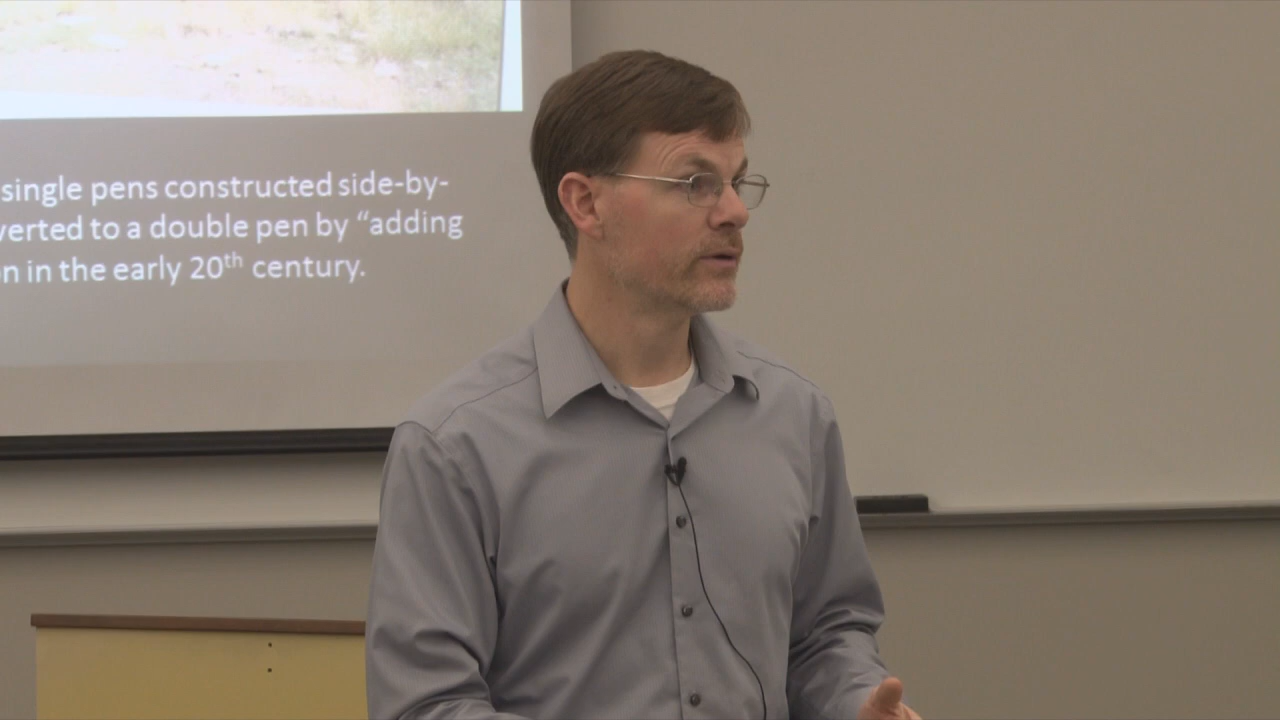 single pens constructed side-by-
verted to a double pen by “adding
in the early 20th century.